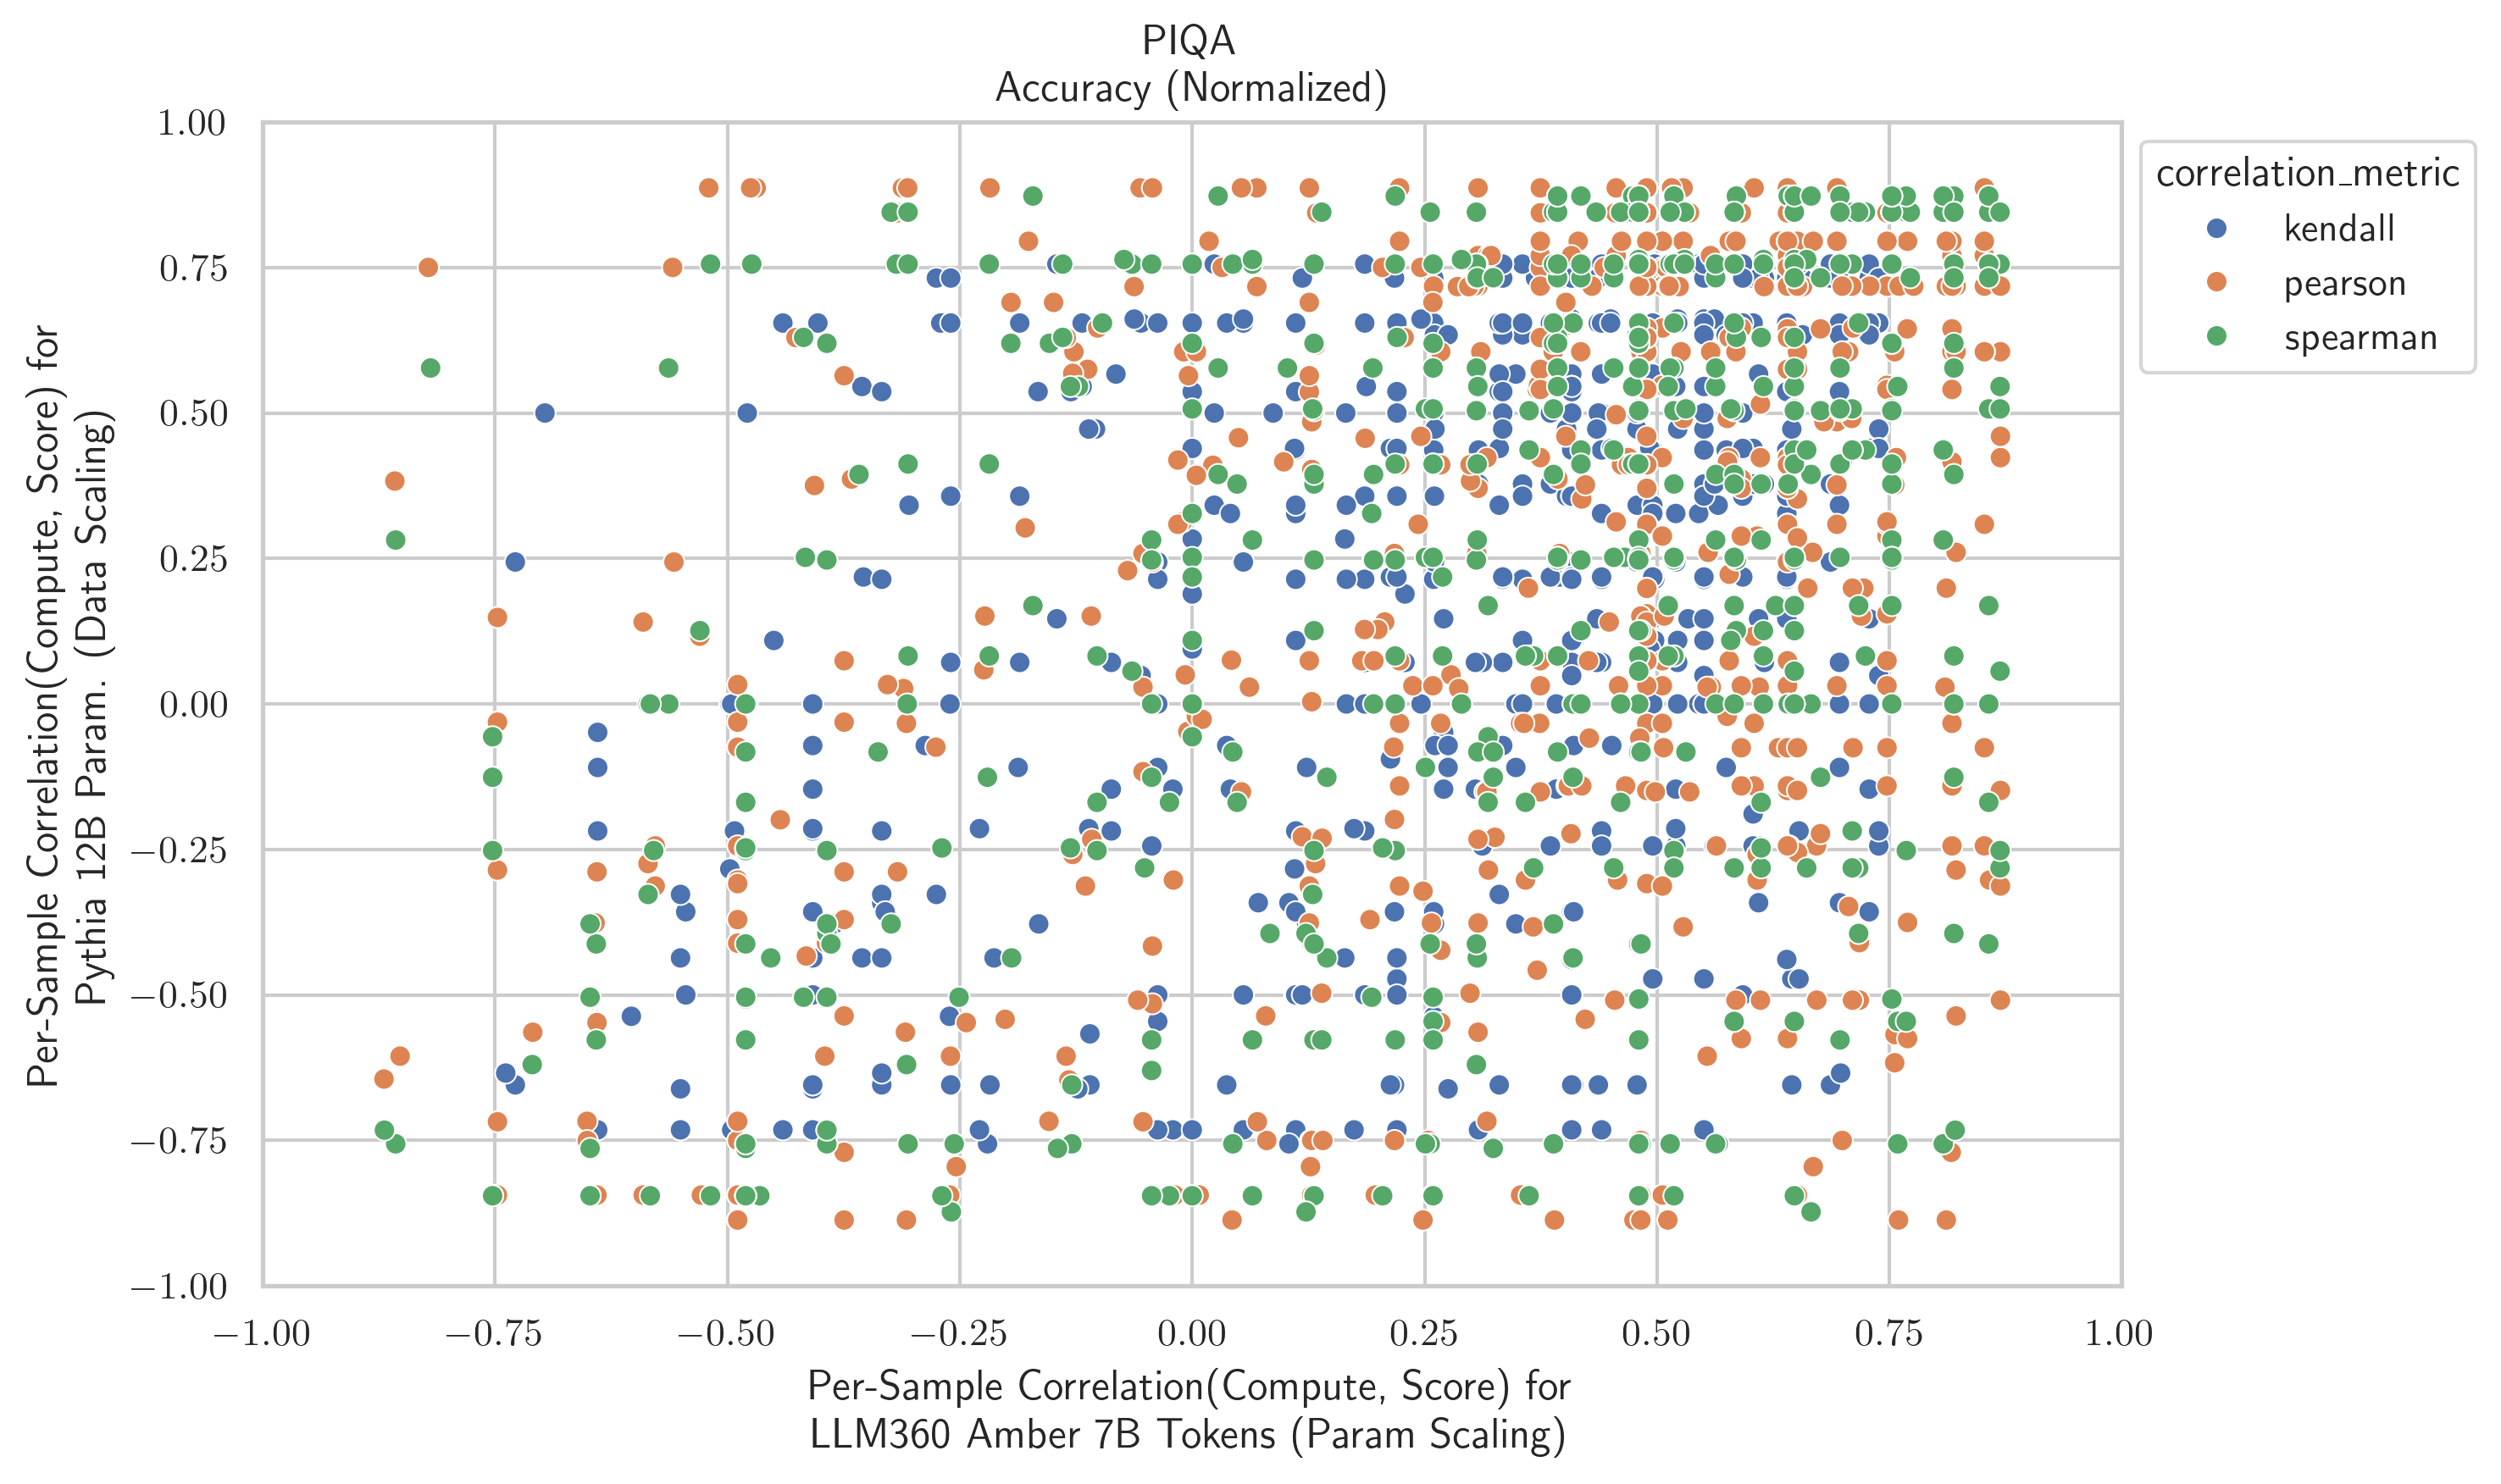 PIQA
Accuracy (Normalized)
Per-Sample Correlation(Compute, Score) for
Pythia 12B Param. (Data Scaling)
1.00
0.75
0.50
0.25
0.00
−0.25
−0.50
−0.75
−1.00
−1.00 −0.75 −0.50 −0.25 0.00 0.25 0.50 0.75 1.00
Per-Sample Correlation(Compute, Score) for
LLM360 Amber 7B Tokens (Param Scaling)
correlation_metric
kendall
pearson
spearman